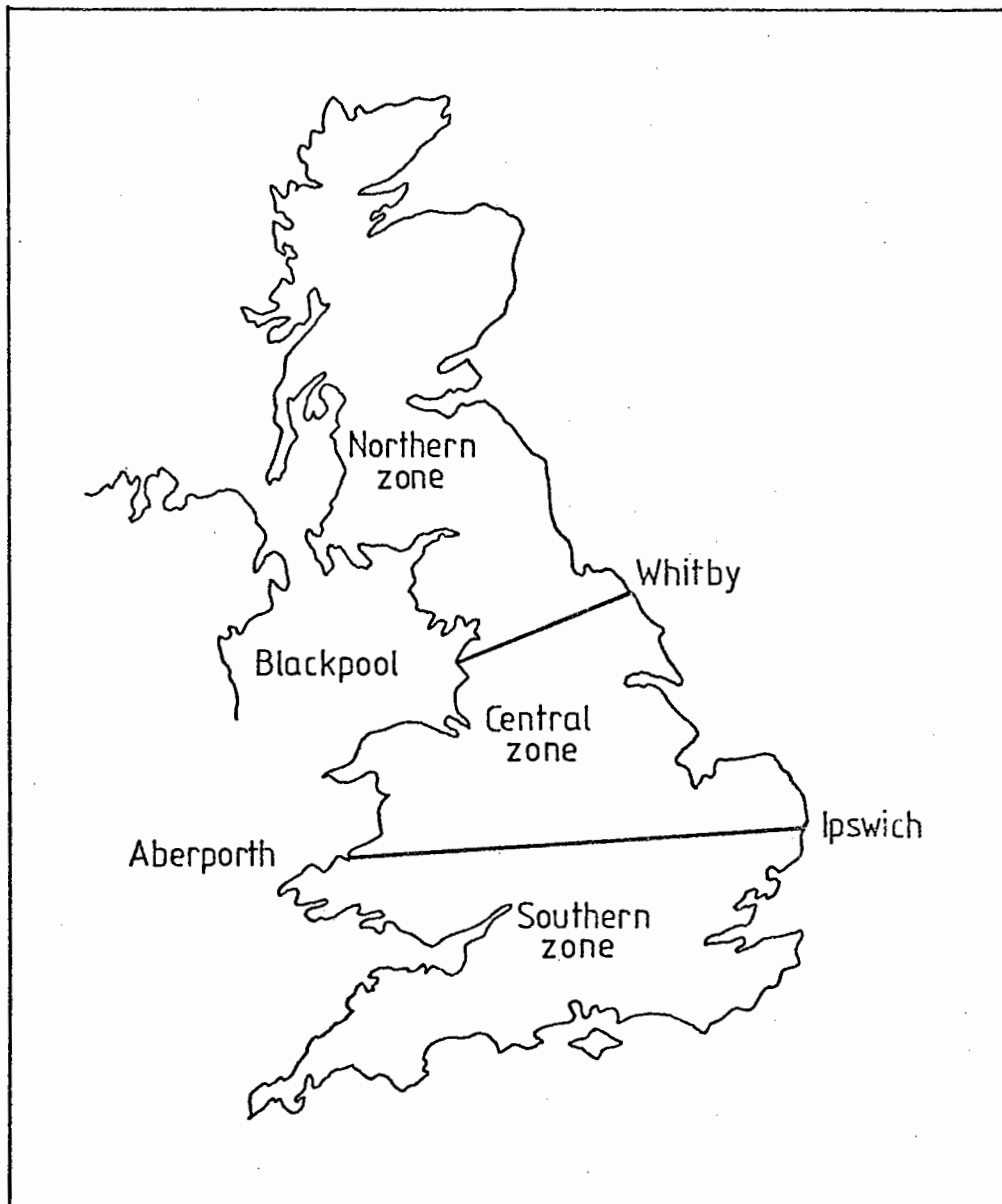 Northern
zone
Whitby
Blackpool
Central
zone
Ipswich
Aberporth
Southern
zone